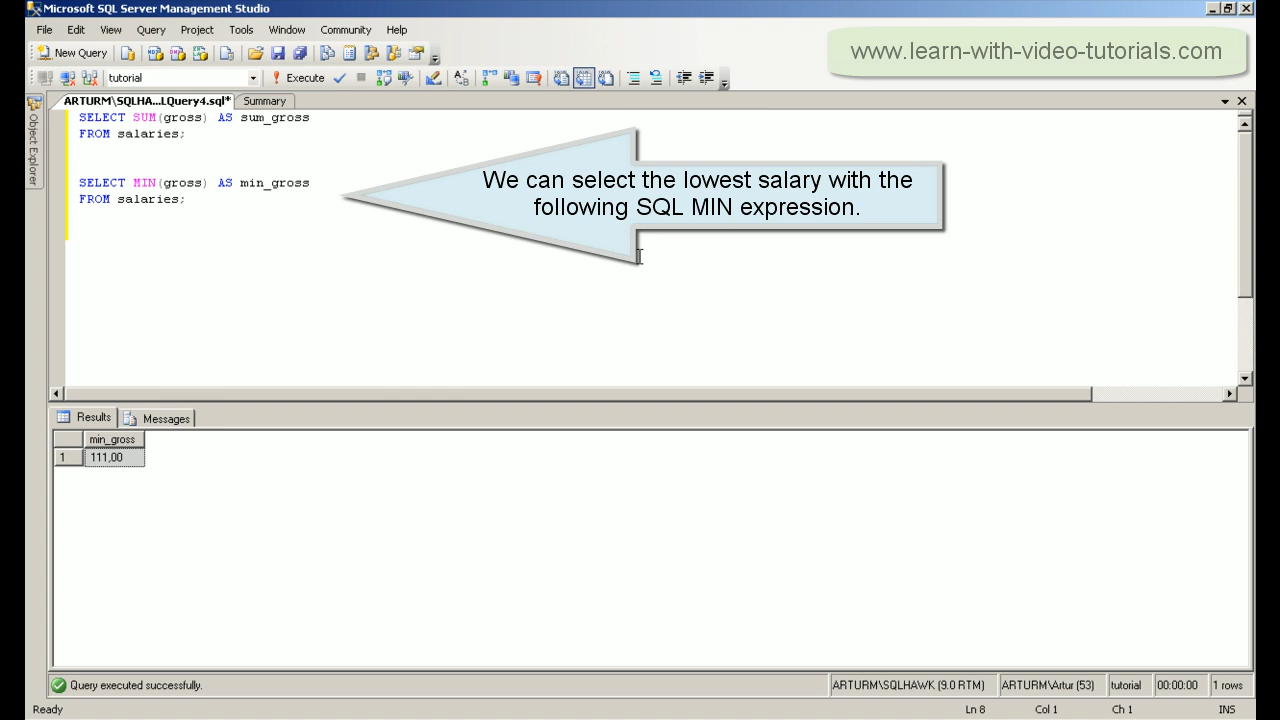 Microsoft SQL Server Management Studio
File Edit View Query Project Tools Window Community Help
New Query
www.learn-with-video-tutorials.com
tutorial Execute
ARTURM\SQLHA...LQuery4.sql* Summary
Object Explorer
SELECT SUM(gross) AS sum_gross
FROM salaries;
SELECT MIN(gross) AS min_gross
FROM salaries;
We can select the lowest salary with the
following SQL MIN expression.
Results Messages
min_gross
1 111,00
Query executed successfully. ARTURM\SQLHAWK (9.0 RTM) ARTURM\Artur (53) tutorial 00:00:00 1 rows
Ready Ln 8 Col 1 Ch 1 INS